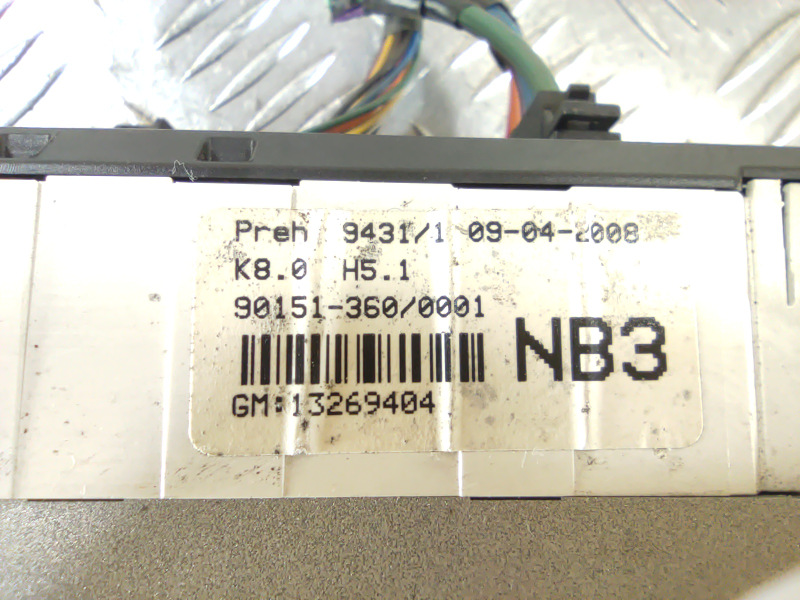 Preh 9431/1 09-04-2008
K8.0 H5.1
90151-360/0001
NB3
GM:13269404